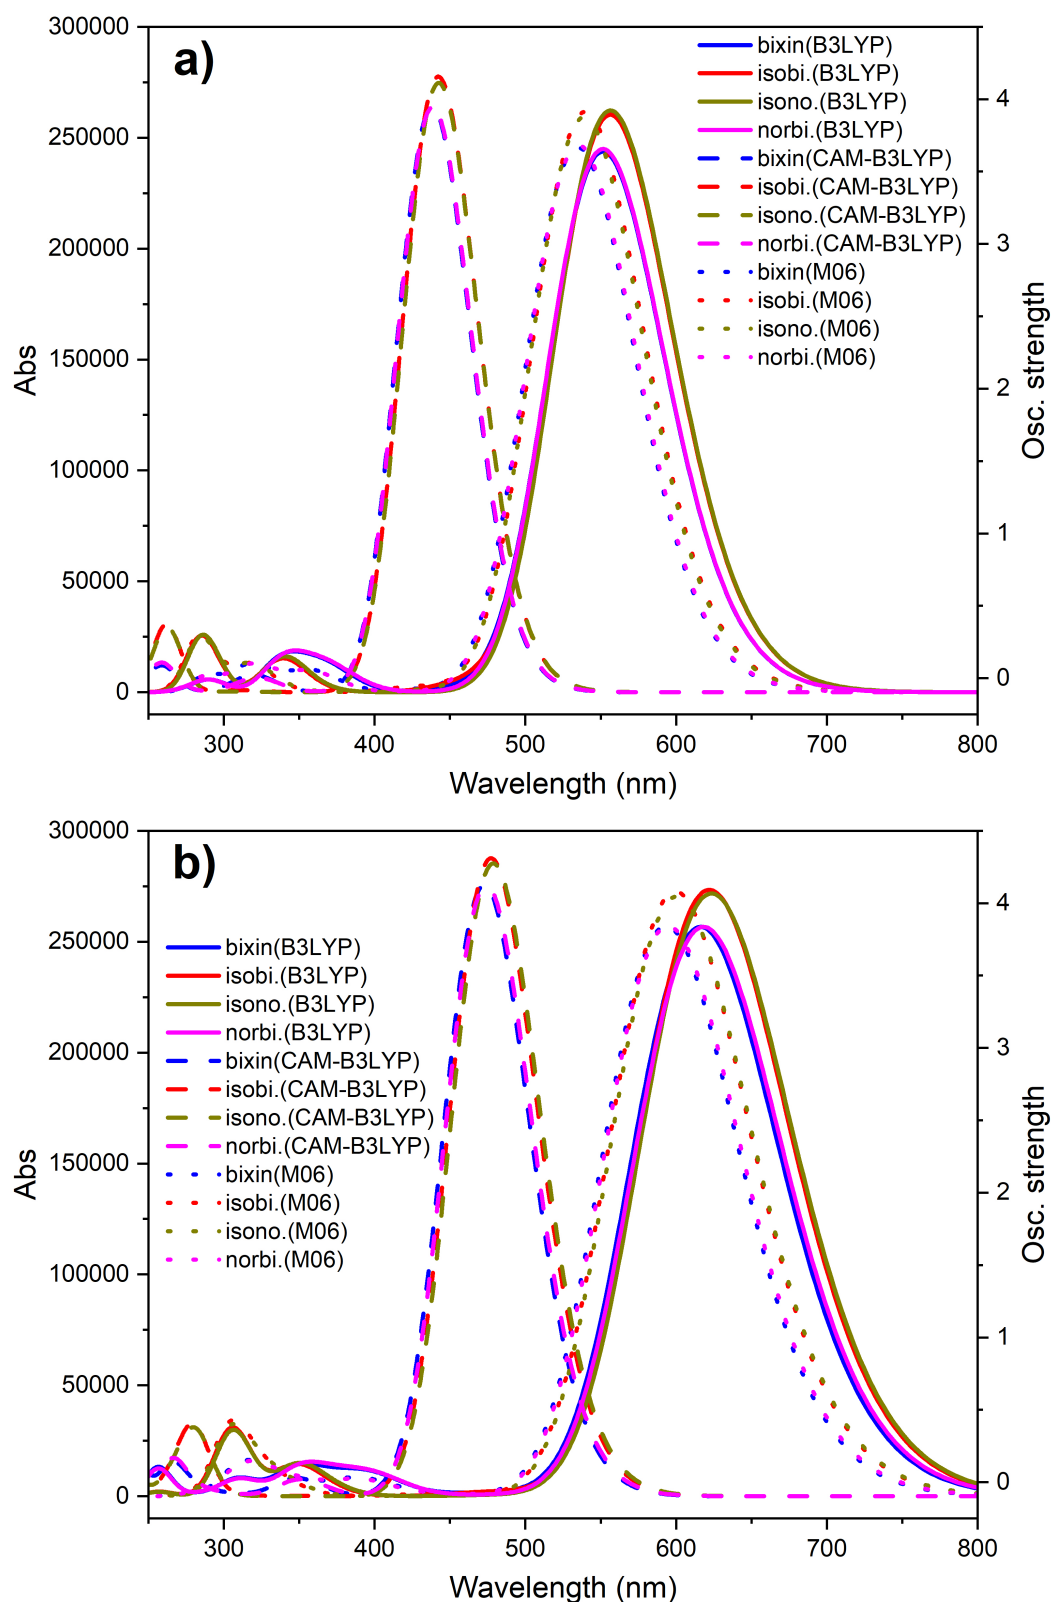 300000
250000
200000
150000
100000
50000
0
Abs
a)
bixin(B3LYP)
isobi.(B3LYP)
isono.(B3LYP)
norbi.(B3LYP)
bixin(CAM-B3LYP)
isobi.(CAM-B3LYP)
isono.(CAM-B3LYP)
norbi.(CAM-B3LYP)
bixin(M06)
isobi.(M06)
isono.(M06)
norbi.(M06)
4
3
2
1
0
Osc. strength
300 400 500 600 700 800
Wavelength (nm)
300000
250000
200000
150000
100000
50000
0
Abs
b)
bixin(B3LYP)
isobi.(B3LYP)
isono.(B3LYP)
norbi.(B3LYP)
bixin(CAM-B3LYP)
isobi.(CAM-B3LYP)
isono.(CAM-B3LYP)
norbi.(CAM-B3LYP)
bixin(M06)
isobi.(M06)
isono.(M06)
norbi.(M06)
4
3
2
1
0
Osc. strength
300 400 500 600 700 800
Wavelength (nm)